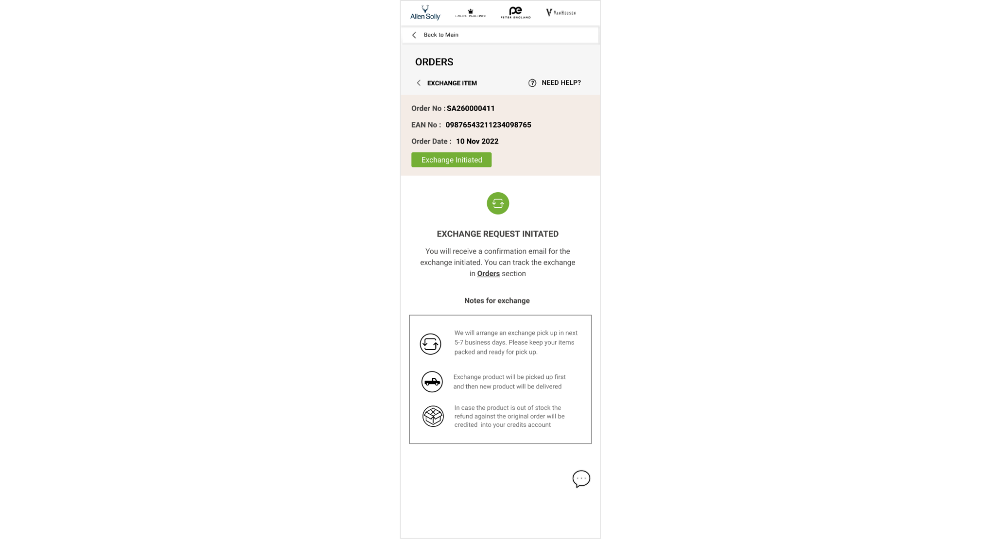 Allen Solly
LOUIS PHILIPPE
pe
PETER ENGLAND
V VANHEUSEN
Back to Main
ORDERS
EXCHANGE ITEM
? NEED HELP?
Order No : SA260000411
EAN No : 09876543211234098765
Order Date : 10 Nov 2022
Exchange Initiated
EXCHANGE REQUEST INITATED
You will receive a confirmation email for the
exchange initiated. You can track the exchange
in Orders section
Notes for exchange
We will arrange an exchange pick up in next
5-7 business days. Please keep your items
packed and ready for pick up.
Exchange product will be picked up first
and then new product will be delivered
In case the product is out of stock the
refund against the original order will be
credited into your credits account